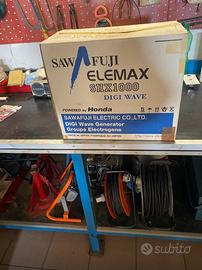 SAWAFUJI
ELEMAX
SHX1000
DIGI WAVE
POWERED BY Honda
SAWAFUJI ELECTRIC CO.,LTD.
DIGI Wave Generator
Groupes Electrogene
subito